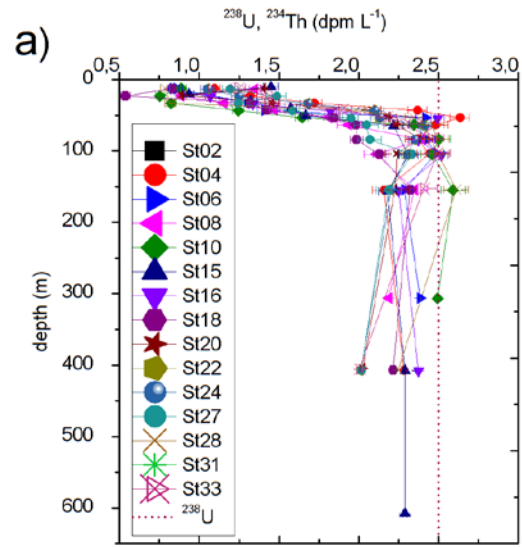 a)
²³⁸U, ²³⁴Th (dpm L⁻¹)
0,5 1,0 1,5 2,0 2,5 3,0
0
100
200
300
400
500
600
depth (m)
St02
St04
St06
St08
St10
St15
St16
St18
St20
St22
St24
St27
St28
St31
St33
²³⁸U